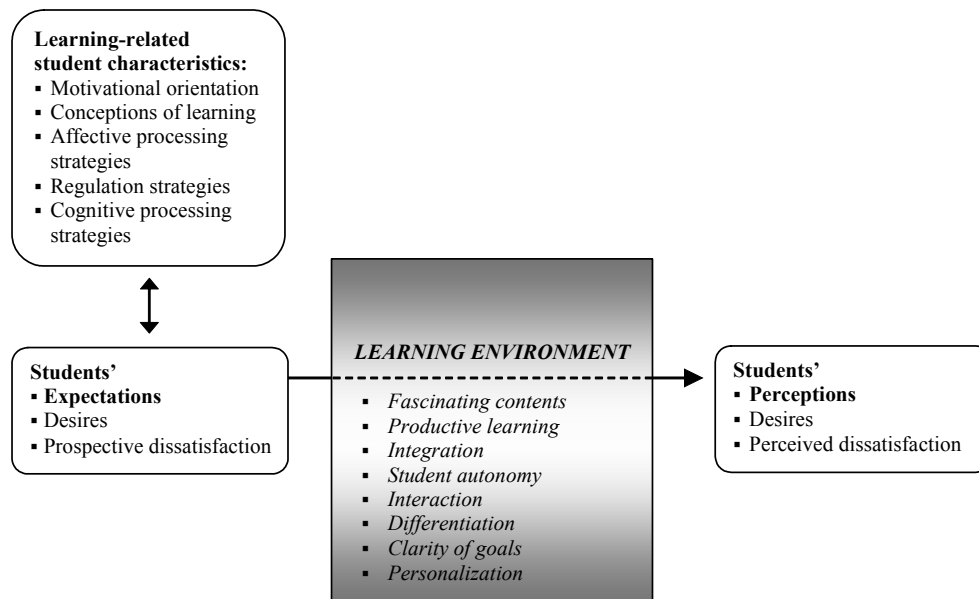 Learning-related
student characteristics:
▪ Motivational orientation
▪ Conceptions of learning
▪ Affective processing
strategies
▪ Regulation strategies
▪ Cognitive processing
strategies
Students’
▪ Expectations
▪ Desires
▪ Prospective dissatisfaction
LEARNING ENVIRONMENT
▪ Fascinating contents
▪ Productive learning
▪ Integration
▪ Student autonomy
▪ Interaction
▪ Differentiation
▪ Clarity of goals
▪ Personalization
Students’
▪ Perceptions
▪ Desires
▪ Perceived dissatisfaction